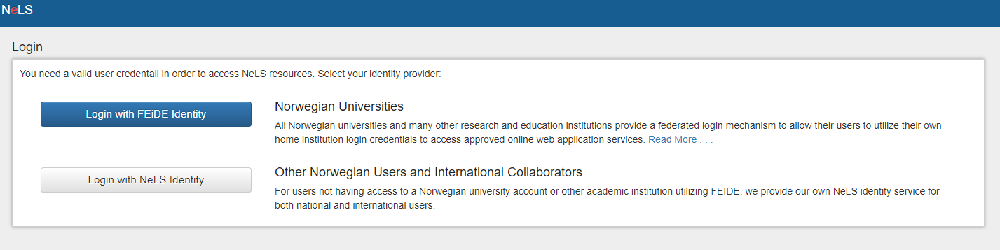 NeLS
Login
You need a valid user credentail in order to access NeLS resources. Select your identity provider:
Login with FEiDE Identity
Norwegian Universities
All Norwegian universities and many other research and education institutions provide a federated login mechanism to allow their users to utilize their own
home institution login credentials to access approved online web application services. Read More . . .
Login with NeLS Identity
Other Norwegian Users and International Collaborators
For users not having access to a Norwegian university account or other academic institution utilizing FEIDE, we provide our own NeLS identity service for
both national and international users.